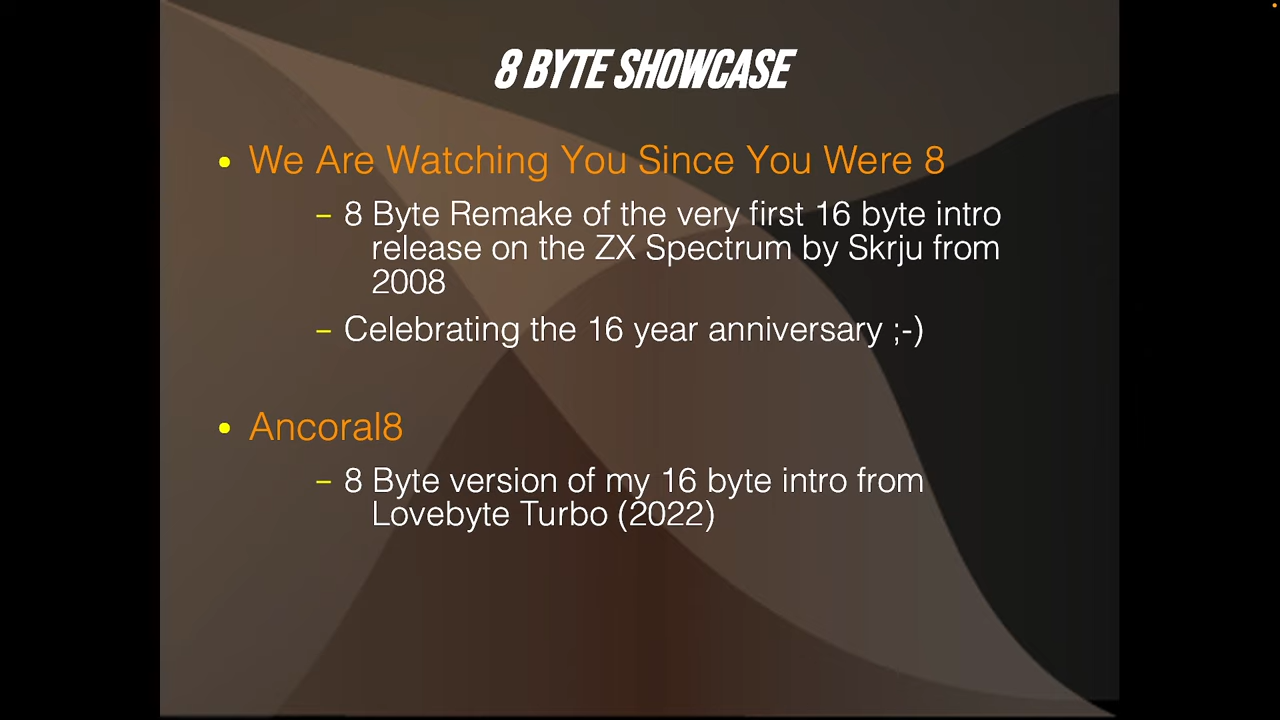 8 BYTE SHOWCASE
• We Are Watching You Since You Were 8
– 8 Byte Remake of the very first 16 byte intro
release on the ZX Spectrum by Skrju from
2008
– Celebrating the 16 year anniversary ;-)
• Ancoral8
– 8 Byte version of my 16 byte intro from
Lovebyte Turbo (2022)